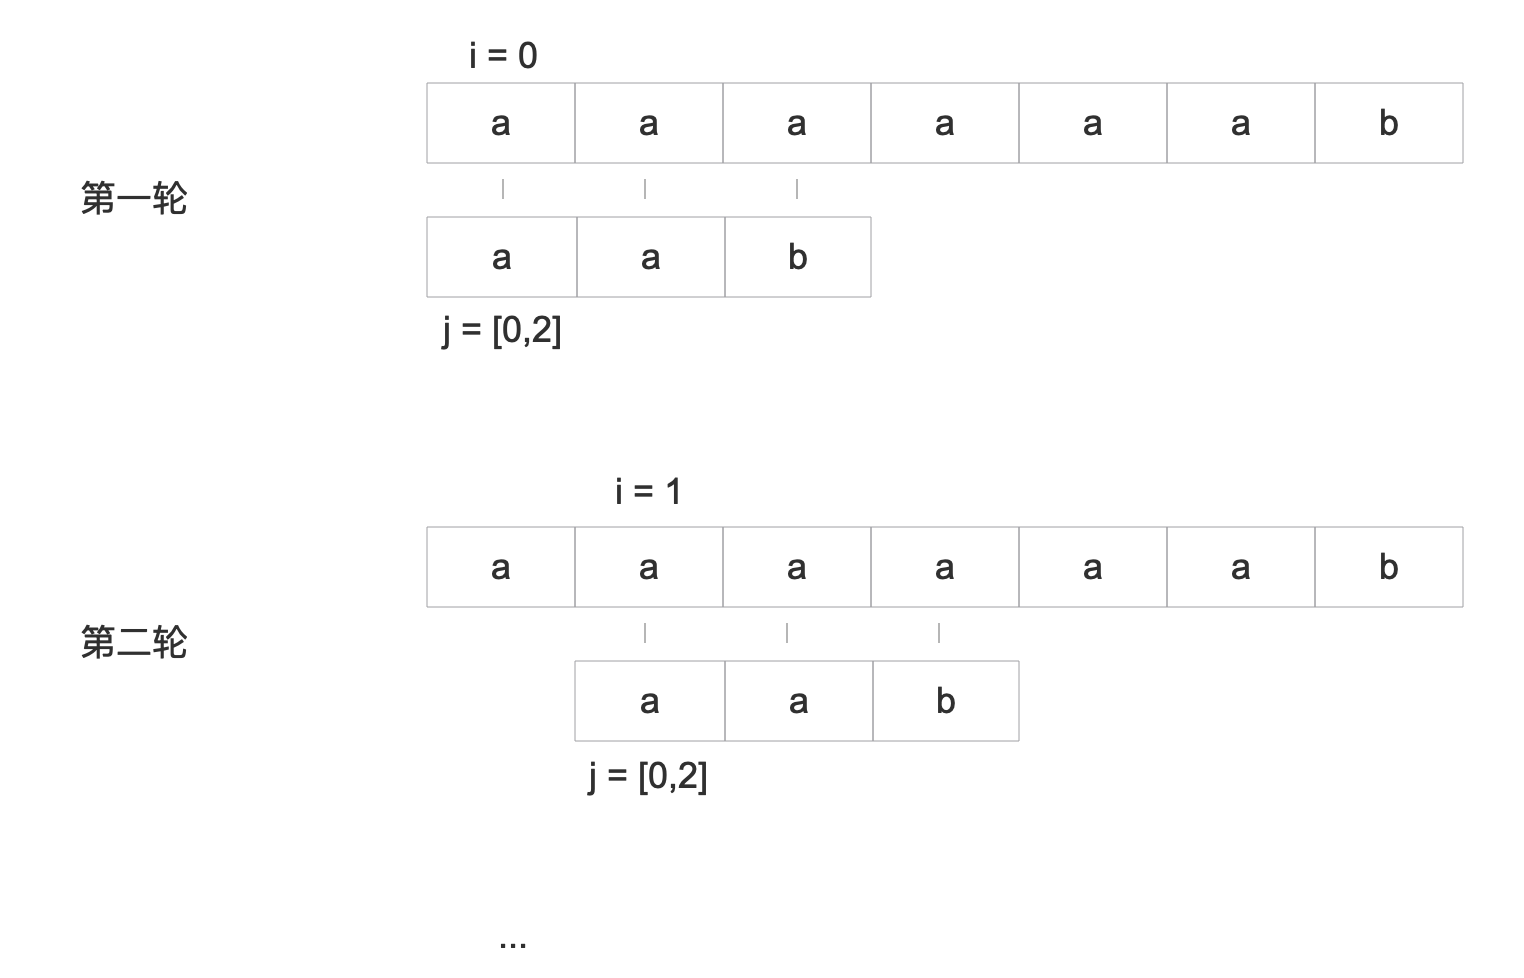 i = 0
a a a a a a b
第一轮
a a b
j = [0,2]
i = 1
a a a a a a b
第二轮
a a b
j = [0,2]
...